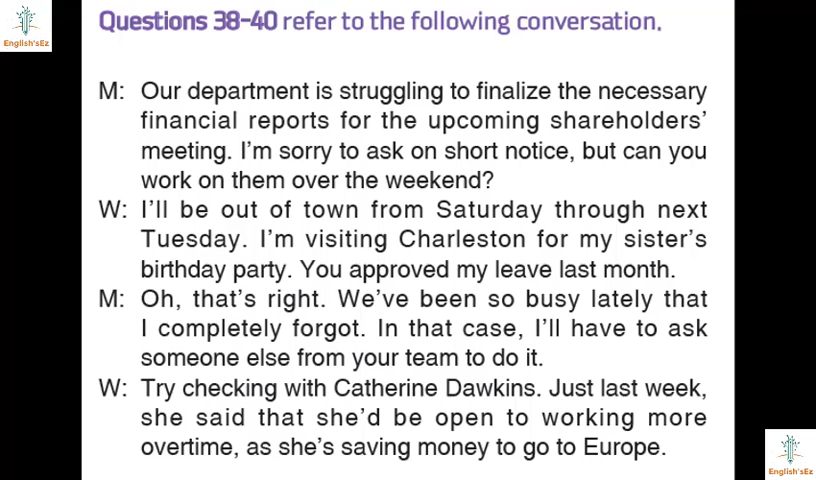 English'sEz
Questions 38-40 refer to the following conversation.
M: Our department is struggling to finalize the necessary
financial reports for the upcoming shareholders'
meeting. I'm sorry to ask on short notice, but can you
work on them over the weekend?
W: I'll be out of town from Saturday through next
Tuesday. I'm visiting Charleston for my sister's
birthday party. You approved my leave last month.
M: Oh, that's right. We've been so busy lately that
I completely forgot. In that case, I'll have to ask
someone else from your team to do it.
W: Try checking with Catherine Dawkins. Just last week,
she said that she'd be open to working more
overtime, as she's saving money to go to Europe.
English'sEz